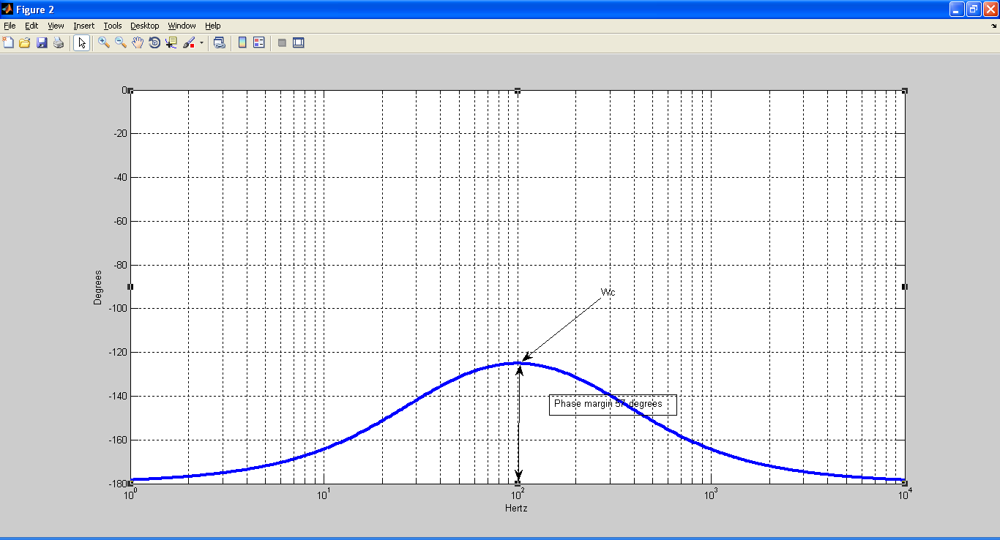 Figure 2
File Edit View Insert Tools Desktop Window Help
0
-20
-40
-60
-80
-100
-120
-140
-160
-180
Degrees
Wc
Phase margin 57 degrees
10^0 10^1 10^2 10^3 10^4
Hertz